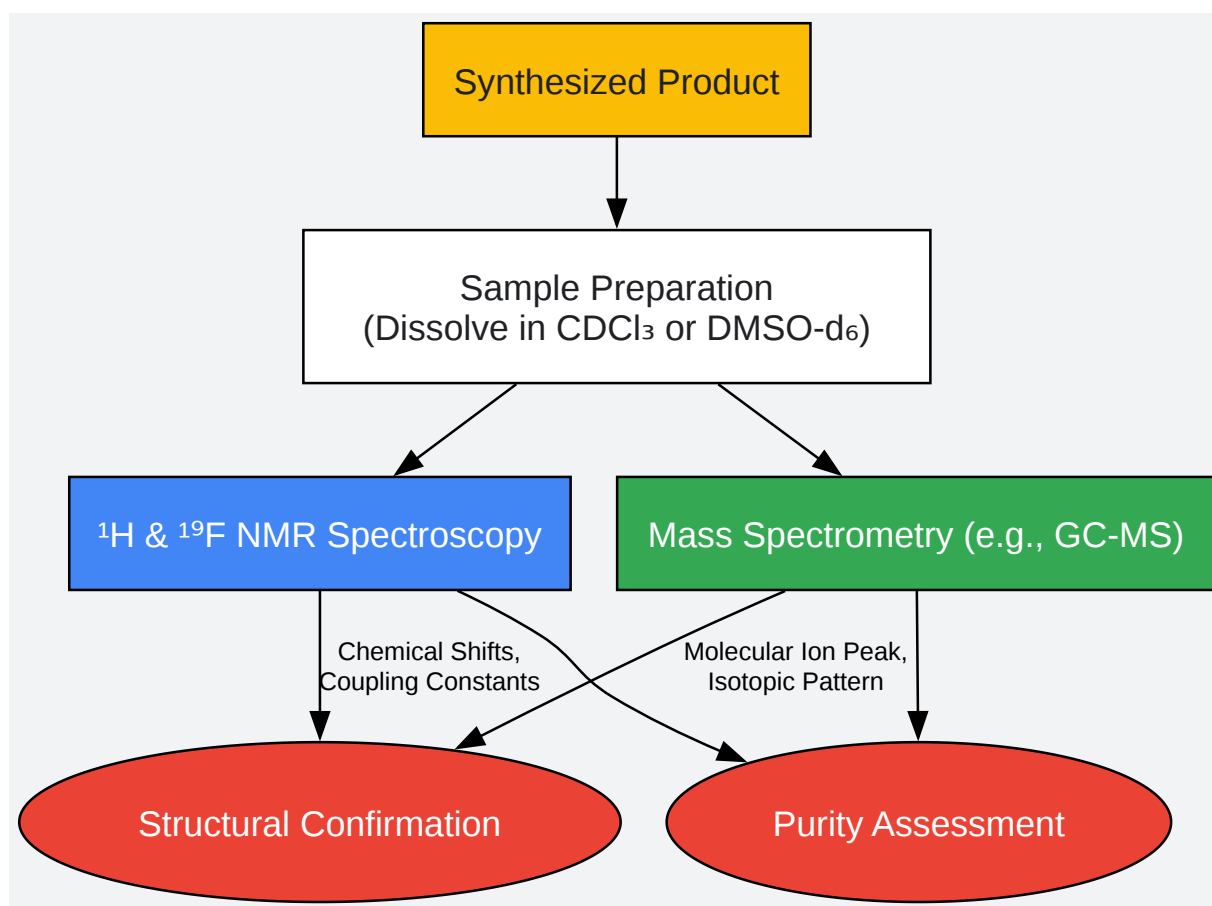 Synthesized Product
Sample Preparation
(Dissolve in CDCl₃ or DMSO-d₆)
¹H & ¹⁹F NMR Spectroscopy
Mass Spectrometry (e.g., GC-MS)
Chemical Shifts,
Coupling Constants
Molecular Ion Peak,
Isotopic Pattern
Structural Confirmation
Purity Assessment